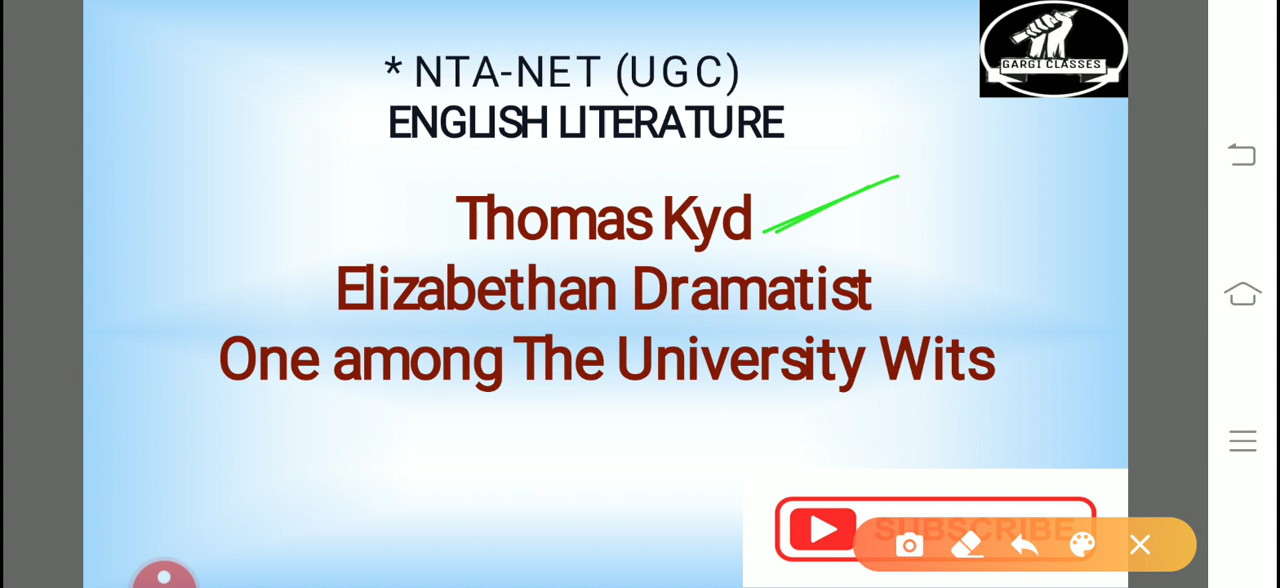 * NTA-NET (UGC)
ENGLISH LITERATURE
GARGI CLASSES
Thomas Kyd
Elizabethan Dramatist
One among The University Wits
SUBSCRIBE